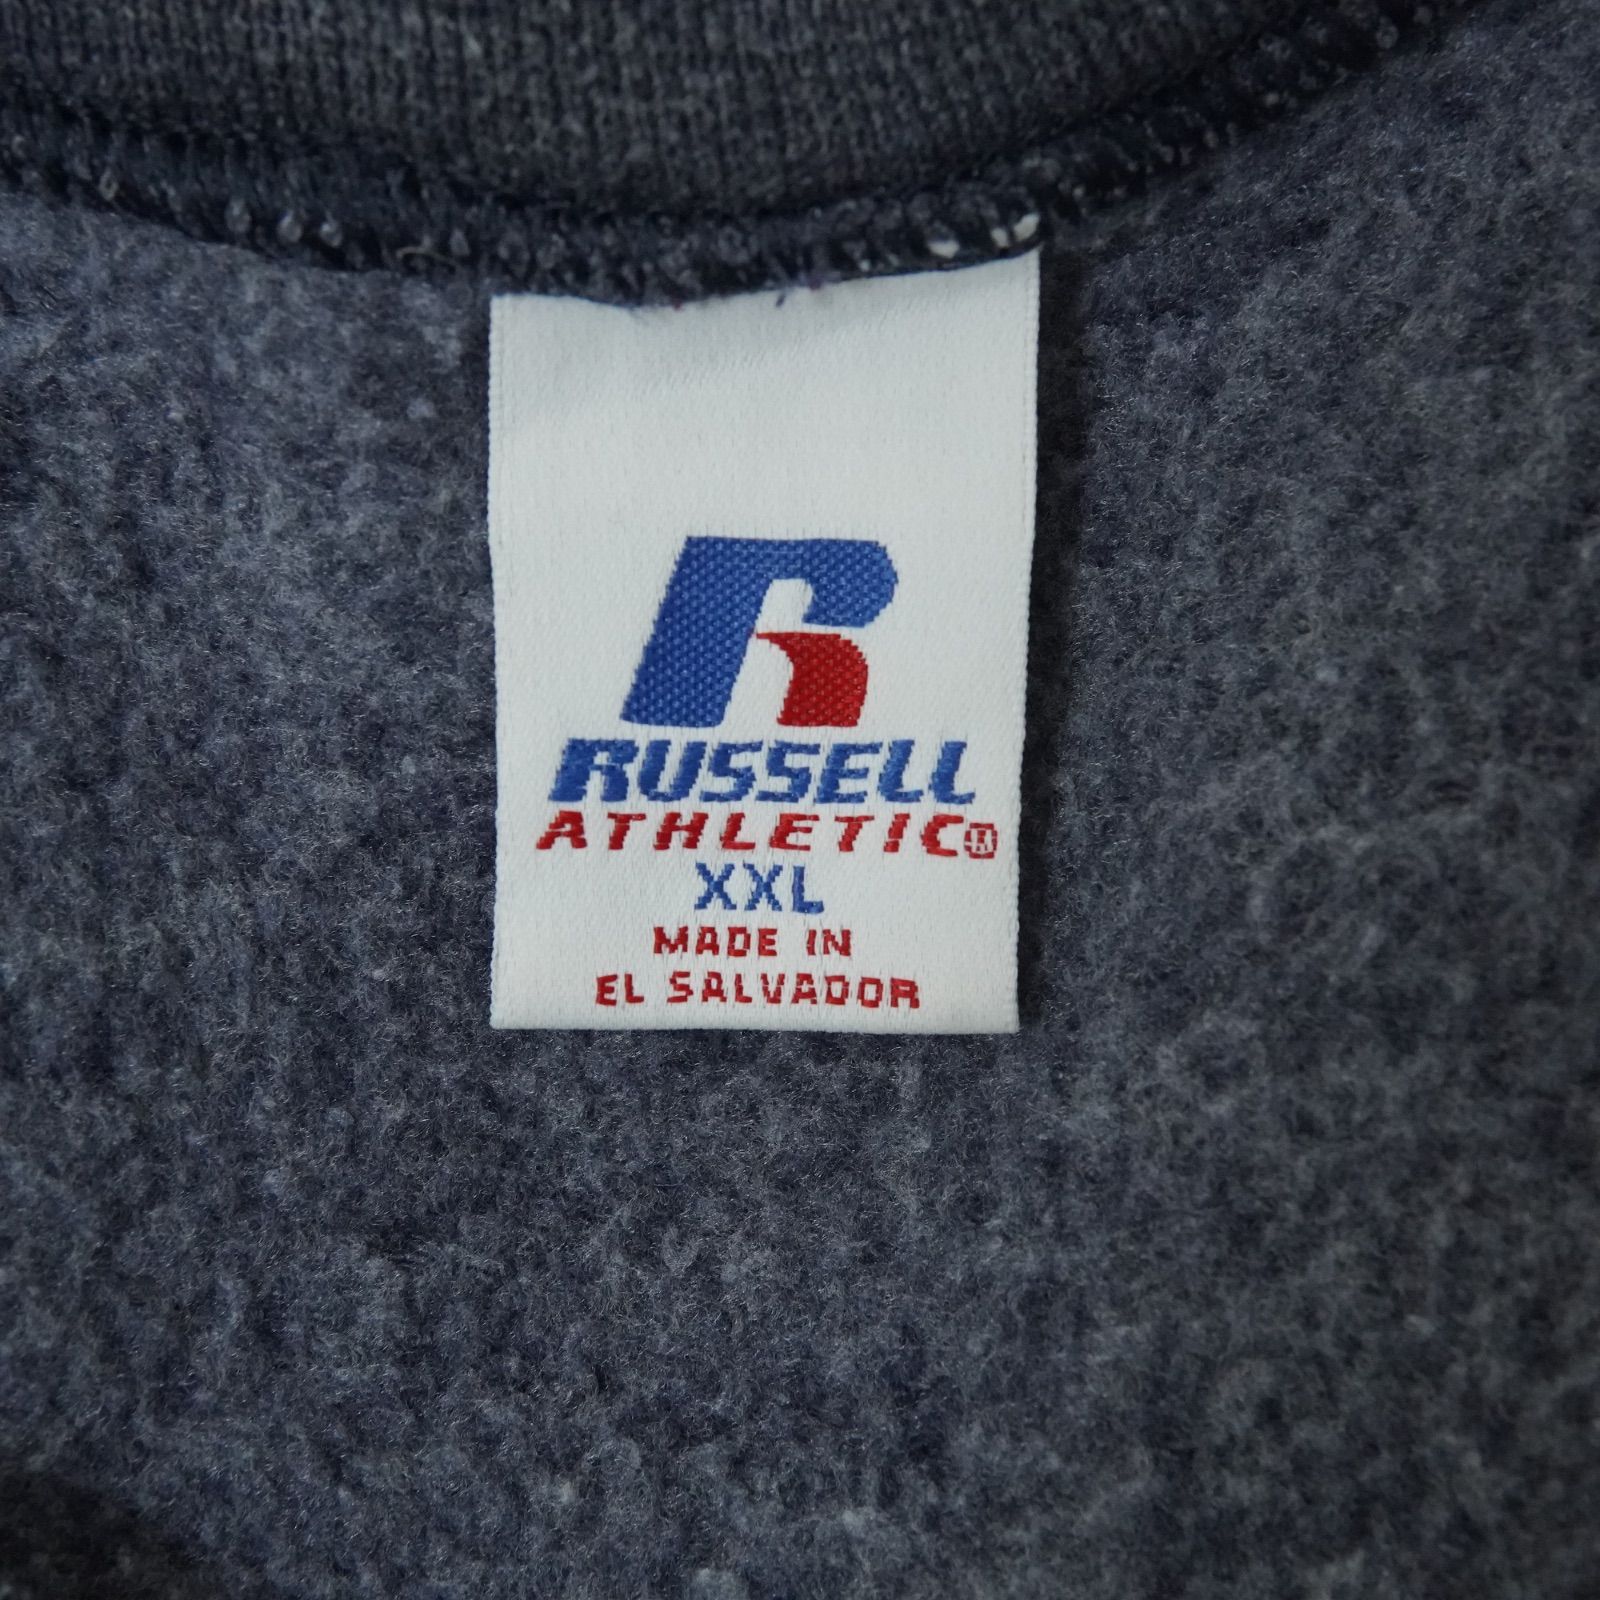 R
RUSSELL
ATHLETIC®
XXL
MADE IN
EL SALVADOR